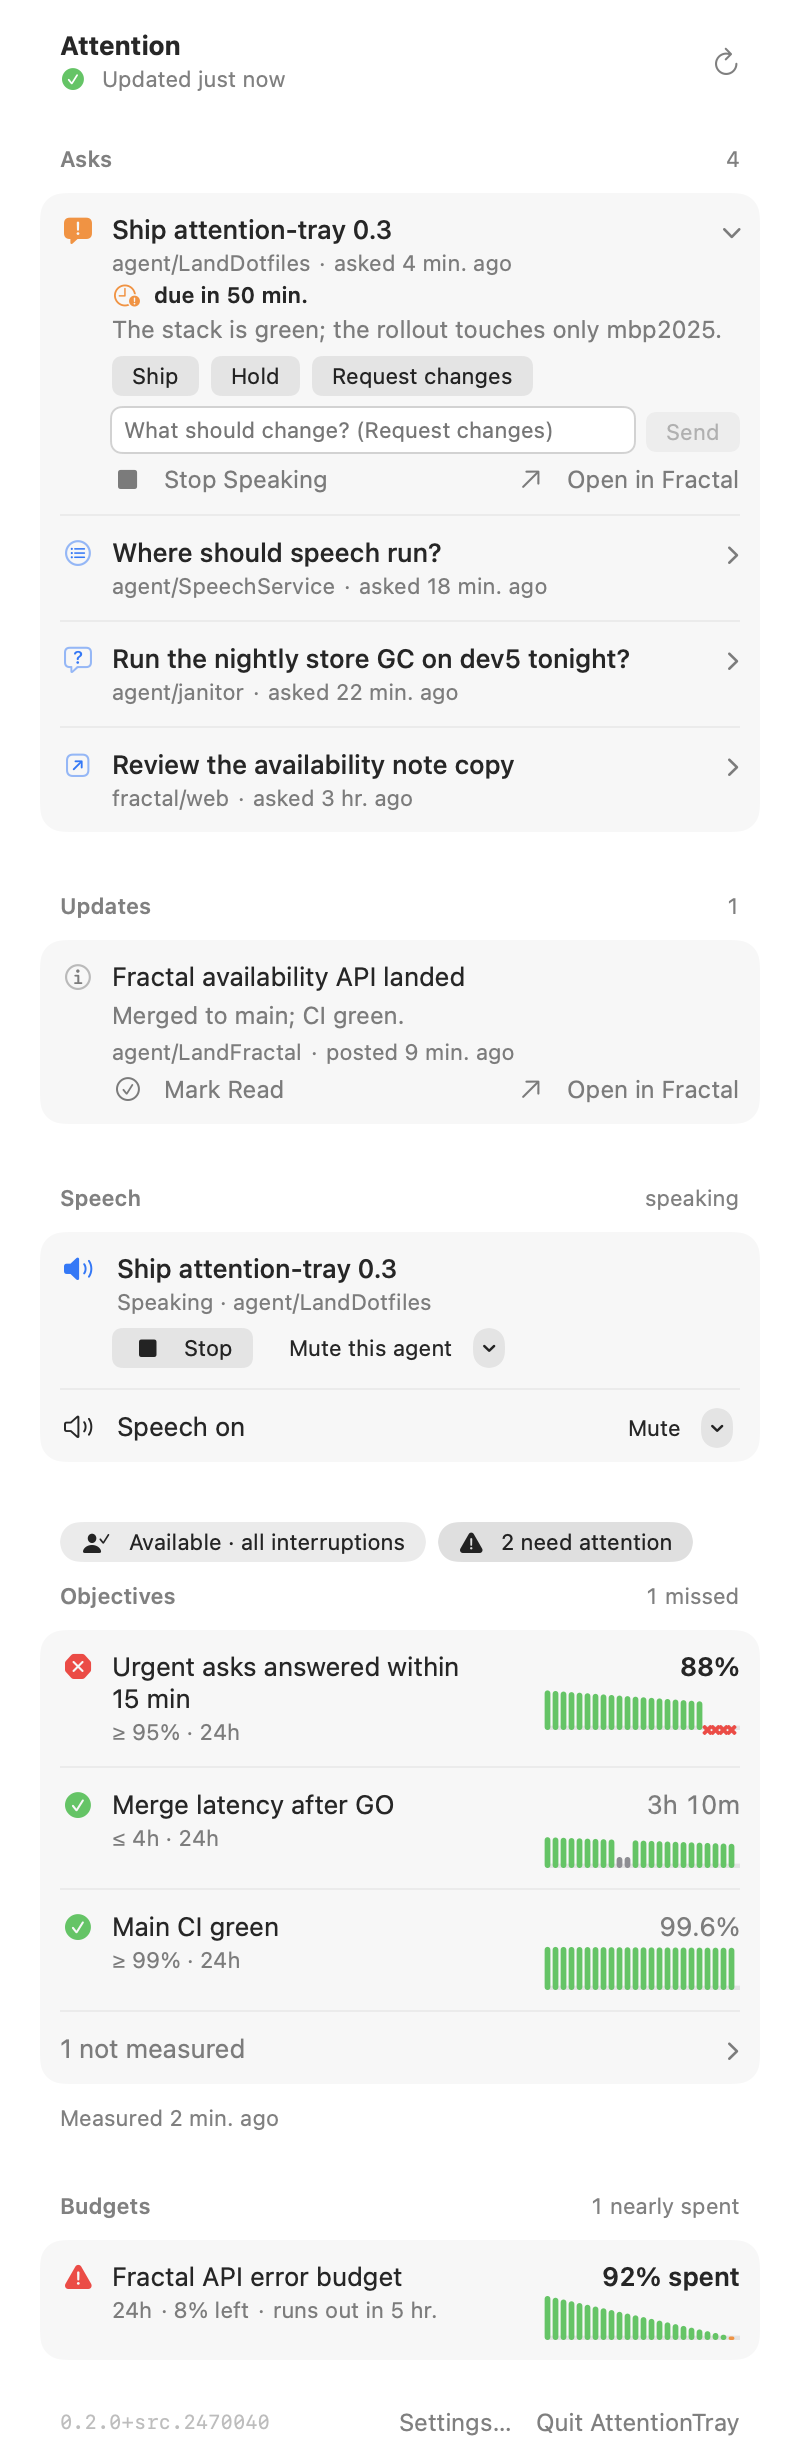 Attention
Updated just now
Asks 4
Ship attention-tray 0.3
agent/LandDotfiles · asked 4 min. ago
due in 50 min.
The stack is green; the rollout touches only mbp2025.
Ship Hold Request changes
What should change? (Request changes) Send
Stop Speaking Open in Fractal
Where should speech run?
agent/SpeechService · asked 18 min. ago
Run the nightly store GC on dev5 tonight?
agent/janitor · asked 22 min. ago
Review the availability note copy
fractal/web · asked 3 hr. ago
Updates 1
Fractal availability API landed
Merged to main; CI green.
agent/LandFractal · posted 9 min. ago
Mark Read Open in Fractal
Speech speaking
Ship attention-tray 0.3
Speaking · agent/LandDotfiles
Stop Mute this agent
Speech on Mute
Available · all interruptions 2 need attention
Objectives 1 missed
Urgent asks answered within 88%
15 min
≥ 95% · 24h
Merge latency after GO 3h 10m
≤ 4h · 24h
Main CI green 99.6%
≥ 99% · 24h
1 not measured
Measured 2 min. ago
Budgets 1 nearly spent
Fractal API error budget 92% spent
24h · 8% left · runs out in 5 hr.
0.2.0+src.2470040 Settings... Quit AttentionTray